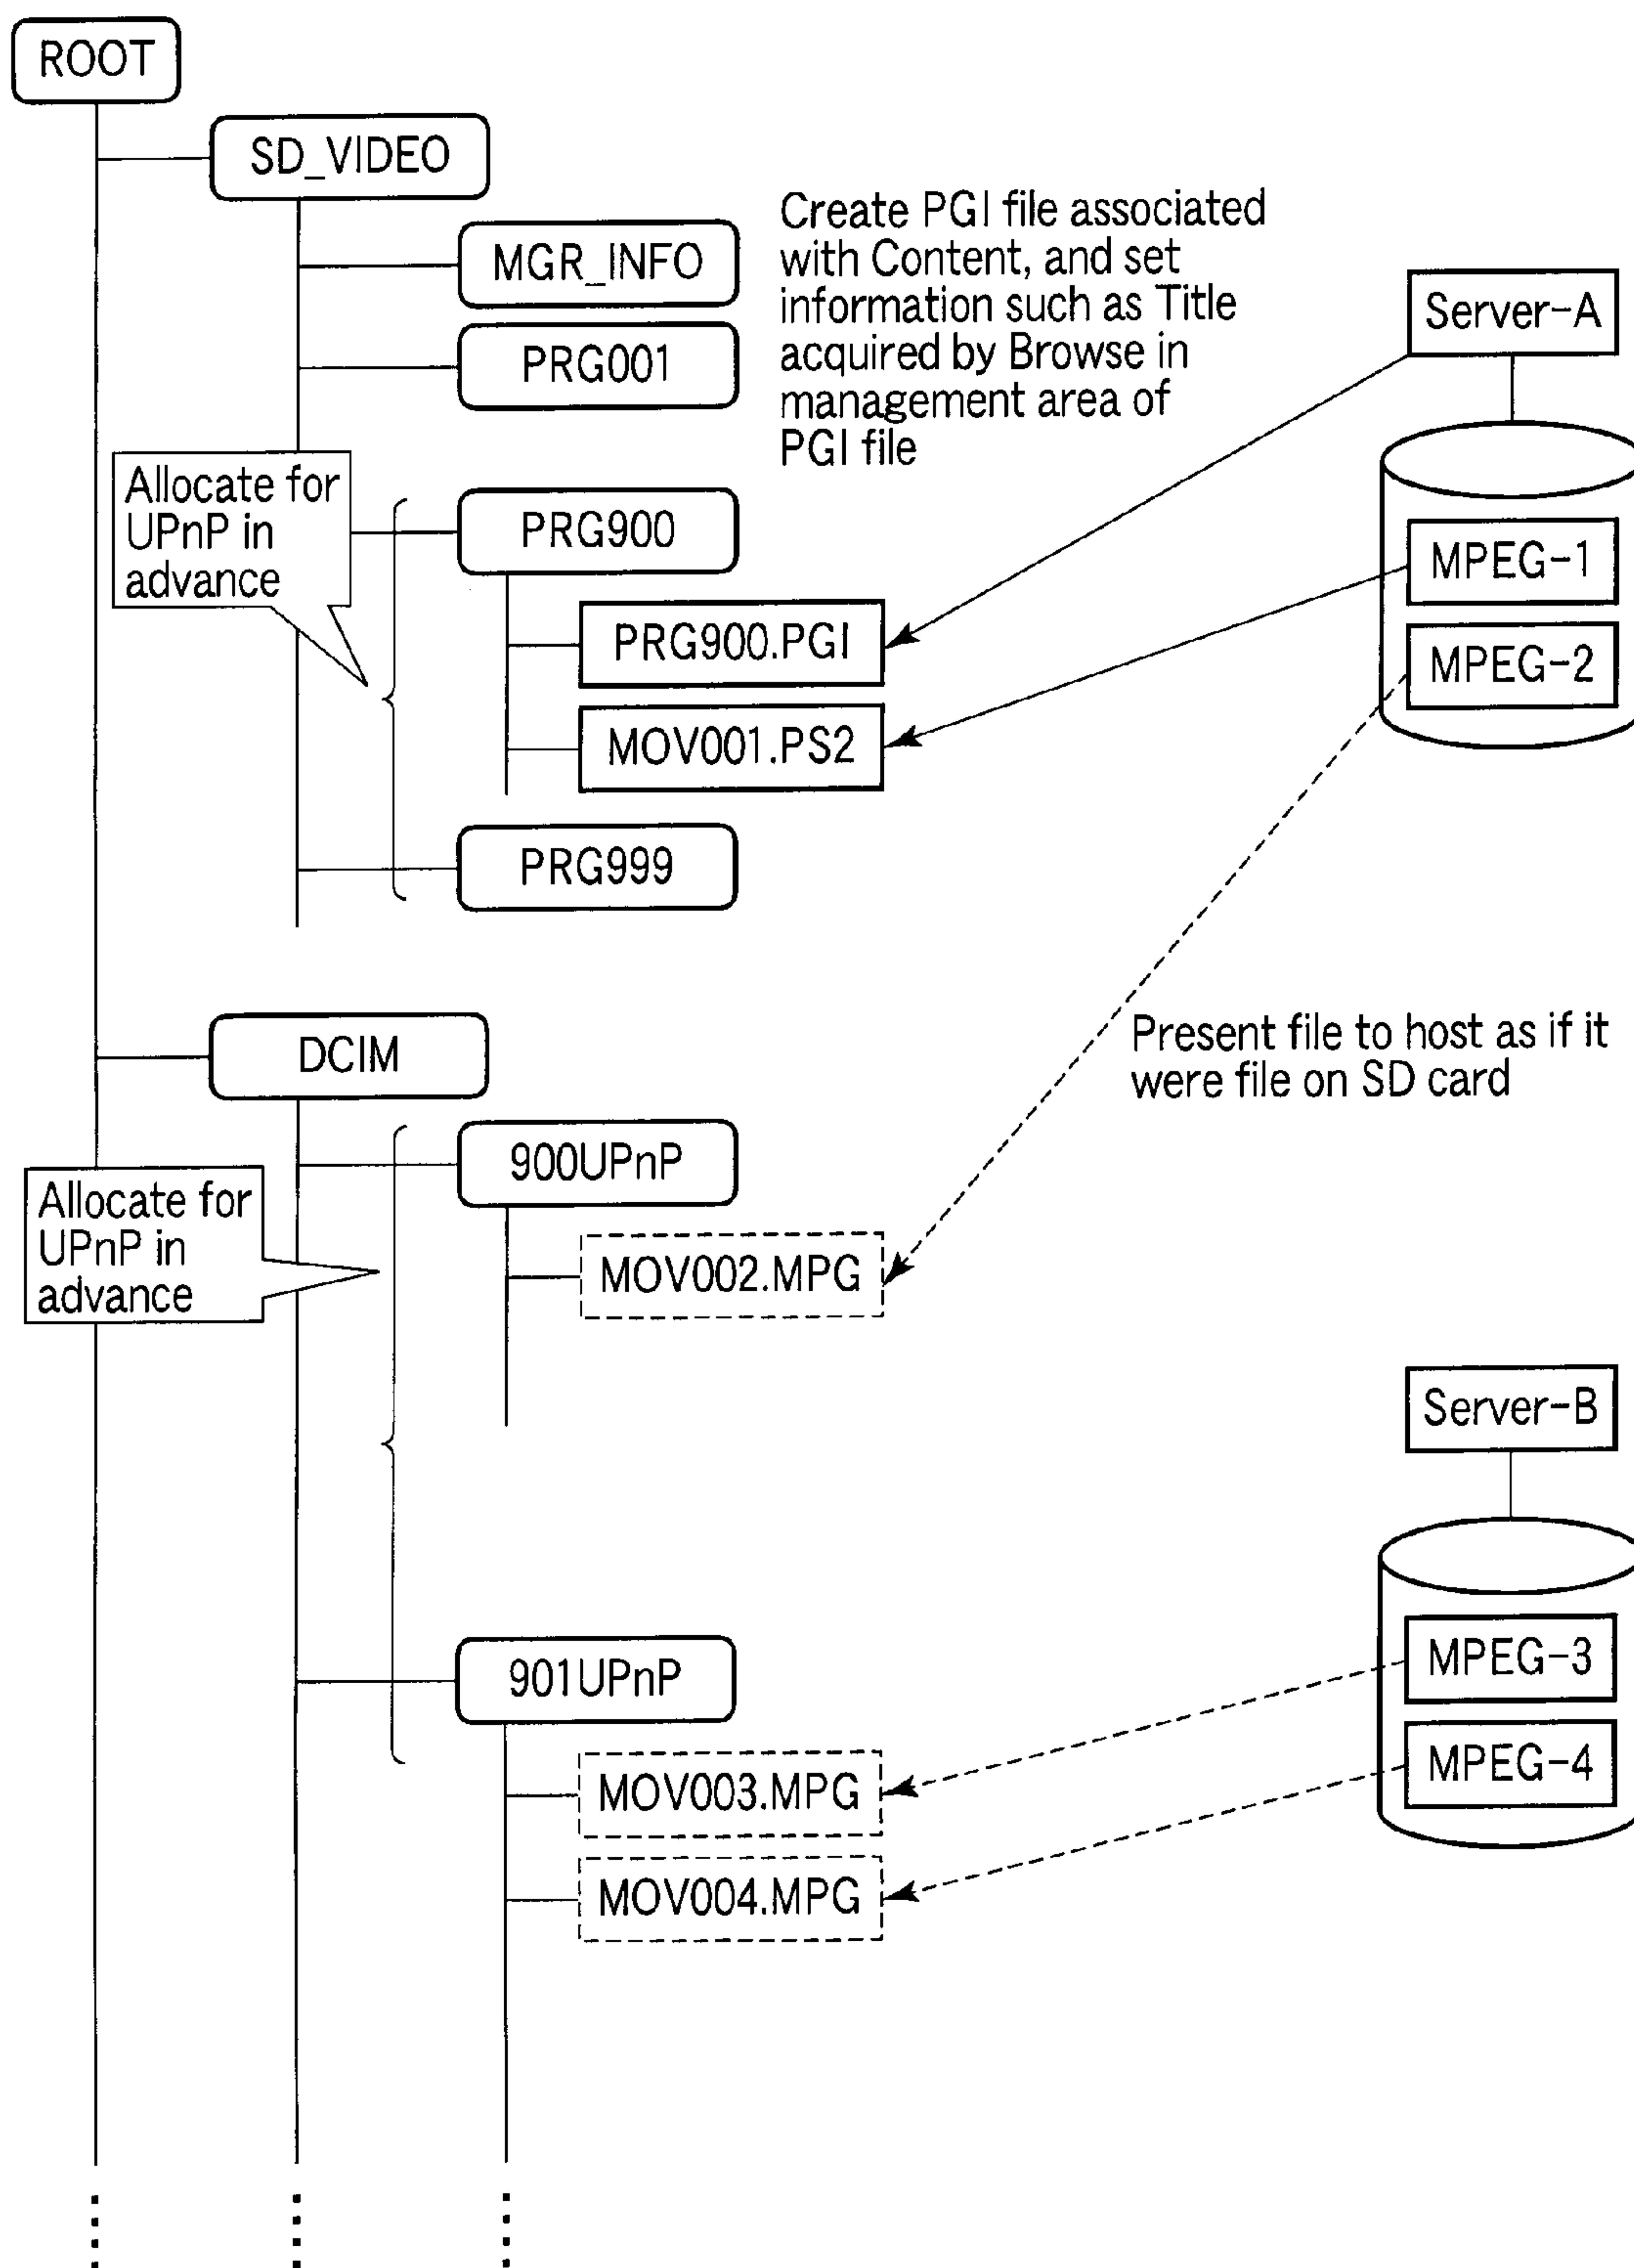 ROOT
SD_VIDEO
MGR_INFO
PRG001
Create PGI file associated
with Content, and set
information such as Title
acquired by Browse in
management area of
PGI file
Server-A
Allocate for
UPnP in
advance
PRG900
PRG900.PGI
MOV001.PS2
PRG999
MPEG-1
MPEG-2
DCIM
Present file to host as if it
were file on SD card
900UPnP
Allocate for
UPnP in
advance
MOV002.MPG
Server-B
901UPnP
MPEG-3
MPEG-4
MOV003.MPG
MOV004.MPG